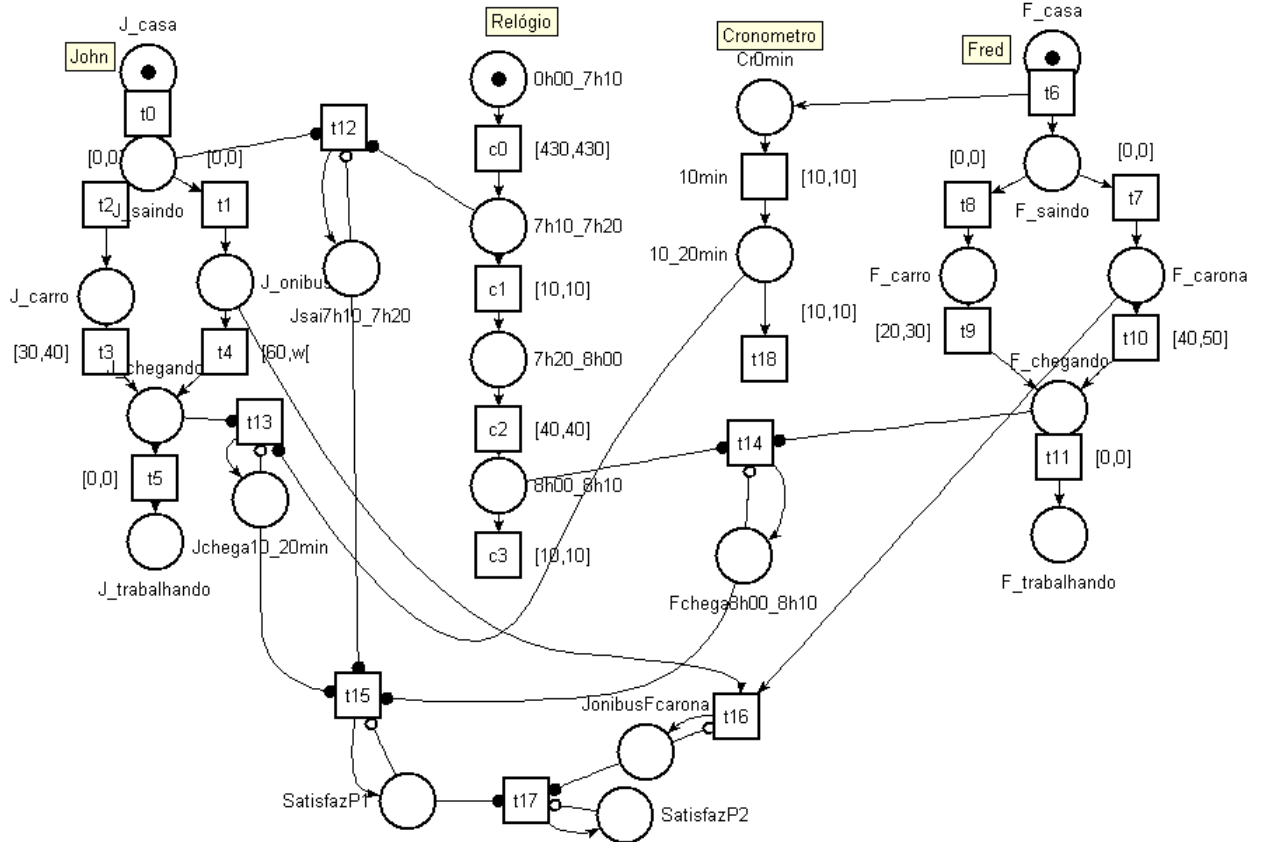 J_casa
Relógio
F_casa
John
Cronometro
Fred
Cr0min
0h00_7h10
t0
t12
t6
c0
[430,430]
[0,0]
[0,0]
10min
[10,10]
[0,0]
[0,0]
t2
J_saindo
t1
7h10_7h20
t8
F_saindo
t7
10_20min
J_carro
J_onibus
Jsai7h10_7h20
c1
[10,10]
F_carro
F_carona
[10,10]
[30,40]
t3
t4
[60,w[
[20,30]
t9
t10
[40,50]
J_chegando
7h20_8h00
t18
F_chegando
t13
c2
[40,40]
t14
[0,0]
t5
8h00_8h10
t11
[0,0]
Jchega10_20min
c3
[10,10]
J_trabalhando
F_trabalhando
Fchega8h00_8h10
t15
JonibusFcarona
t16
SatisfazP1
t17
SatisfazP2